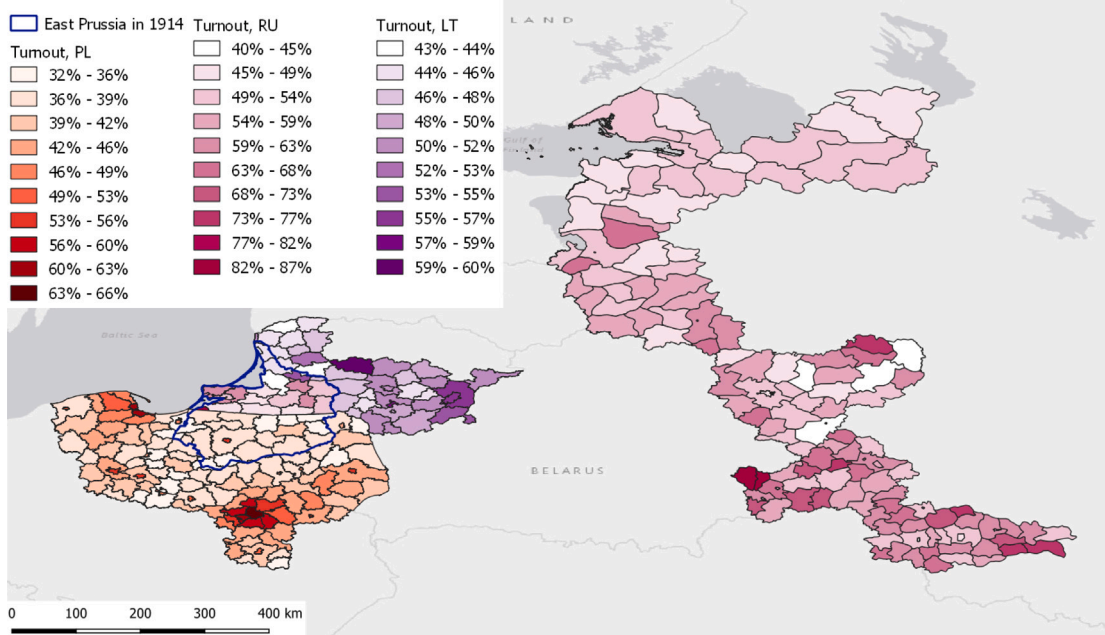 East Prussia in 1914
Turnout, PL
32% - 36%
36% - 39%
39% - 42%
42% - 46%
46% - 49%
49% - 53%
53% - 56%
56% - 60%
60% - 63%
63% - 66%
Turnout, RU
40% - 45%
45% - 49%
49% - 54%
54% - 59%
59% - 63%
63% - 68%
68% - 73%
73% - 77%
77% - 82%
82% - 87%
Turnout, LT
43% - 44%
44% - 46%
46% - 48%
48% - 50%
50% - 52%
52% - 53%
53% - 55%
55% - 57%
57% - 59%
59% - 60%
LAND
Gulf of
Baltic Sea
BELARUS
0 100 200 300 400 km